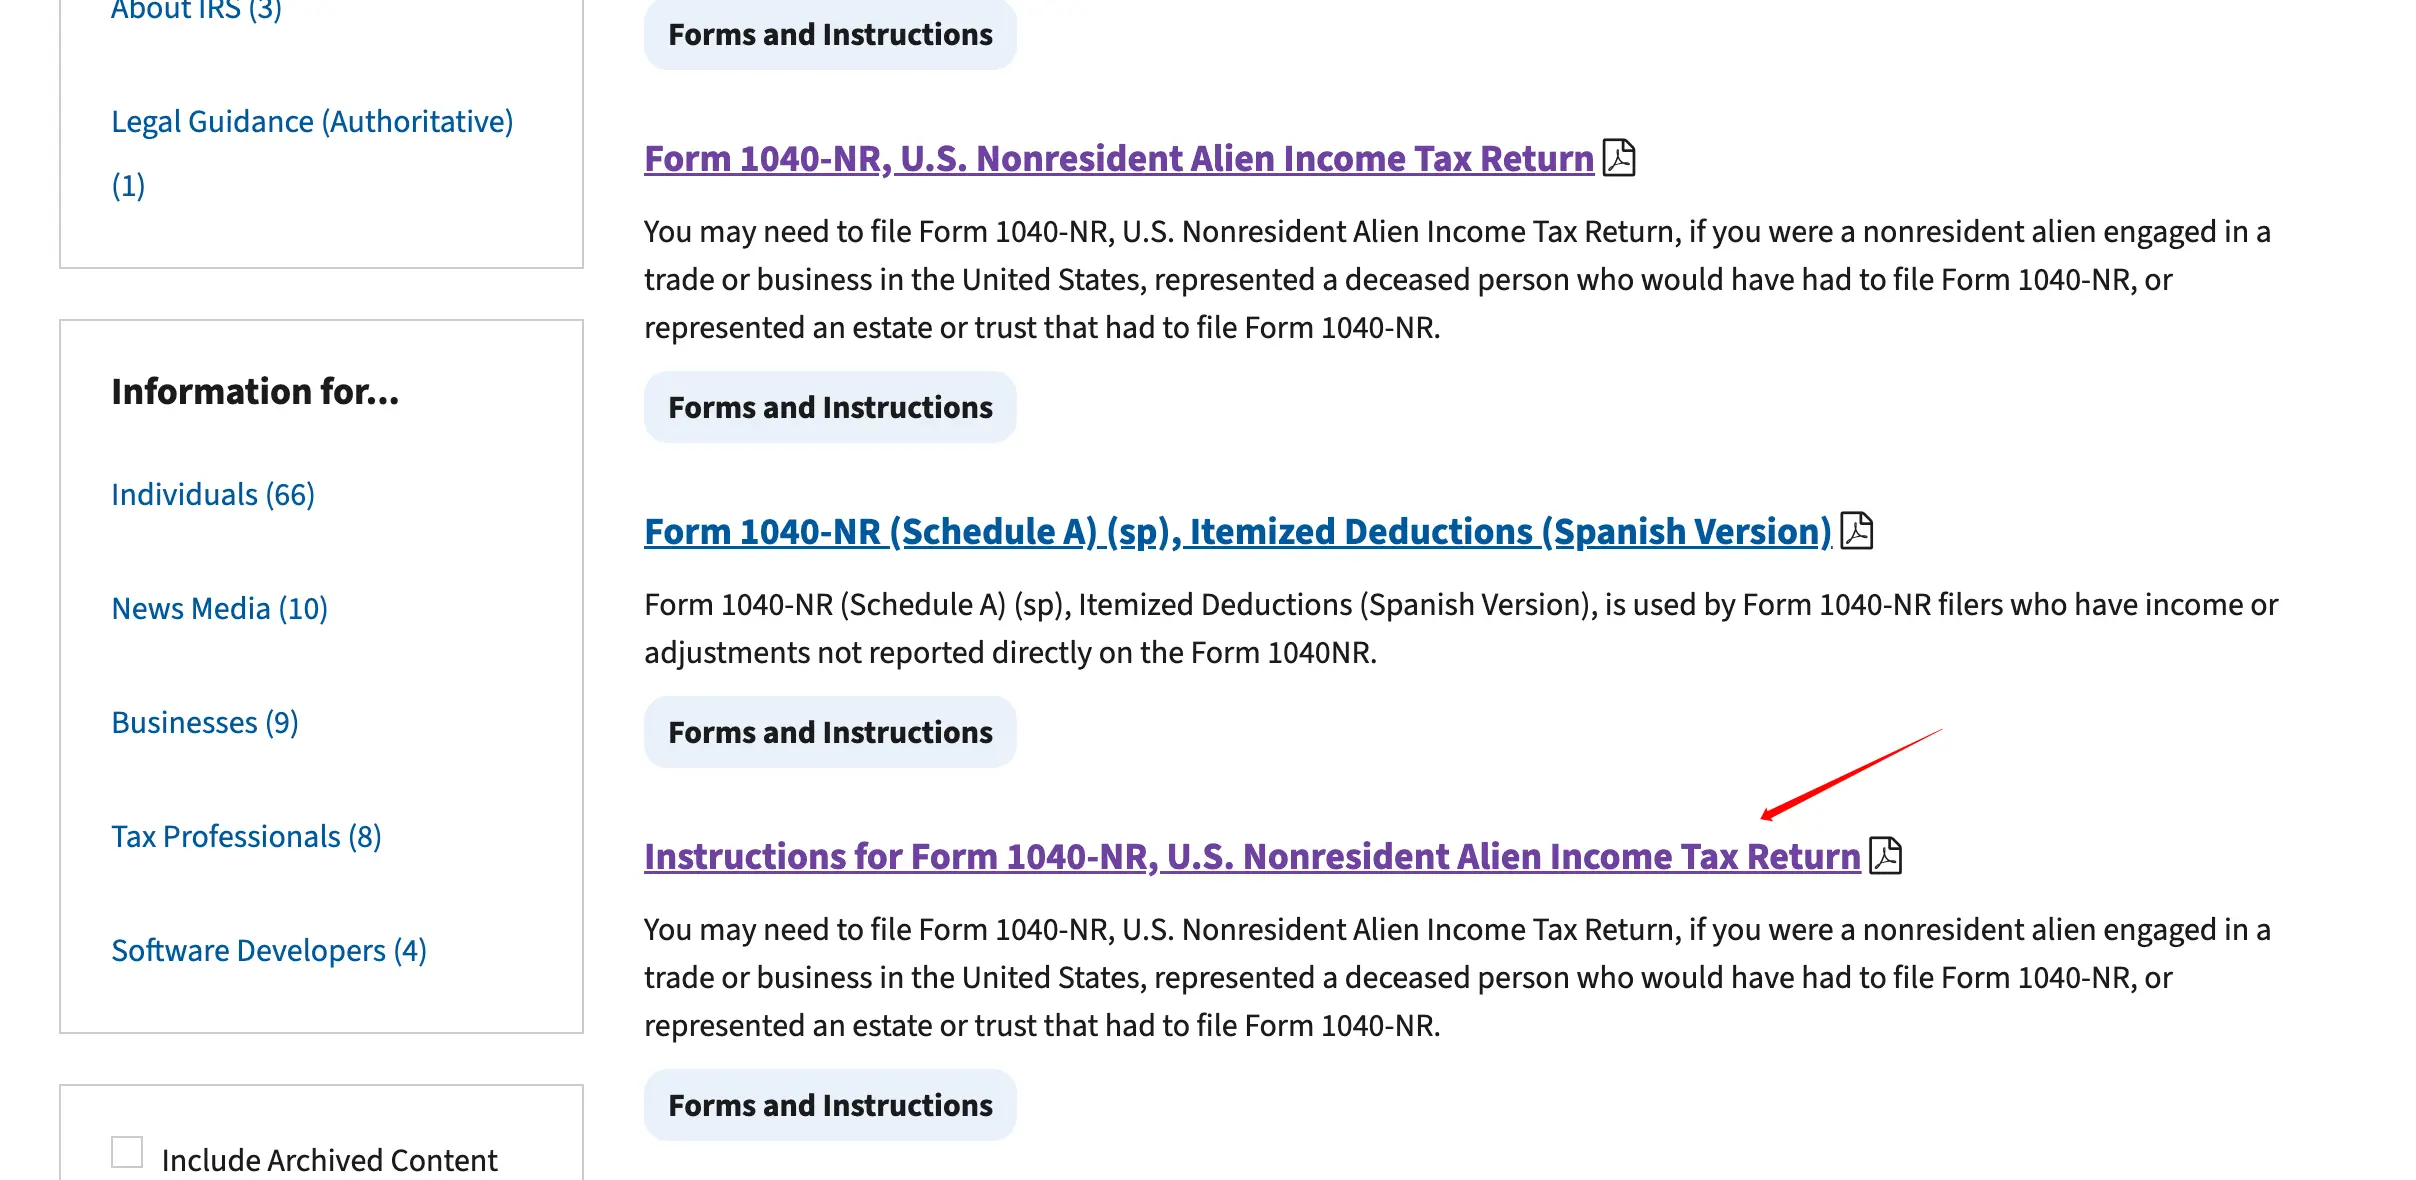 About IRS (3)
Legal Guidance (Authoritative)
(1)
Information for...
Individuals (66)
News Media (10)
Businesses (9)
Tax Professionals (8)
Software Developers (4)
Include Archived Content
Forms and Instructions
Form 1040-NR, U.S. Nonresident Alien Income Tax Return
You may need to file Form 1040-NR, U.S. Nonresident Alien Income Tax Return, if you were a nonresident alien engaged in a
trade or business in the United States, represented a deceased person who would have had to file Form 1040-NR, or
represented an estate or trust that had to file Form 1040-NR.
Forms and Instructions
Form 1040-NR (Schedule A) (sp), Itemized Deductions (Spanish Version)
Form 1040-NR (Schedule A) (sp), Itemized Deductions (Spanish Version), is used by Form 1040-NR filers who have income or
adjustments not reported directly on the Form 1040NR.
Forms and Instructions
Instructions for Form 1040-NR, U.S. Nonresident Alien Income Tax Return
You may need to file Form 1040-NR, U.S. Nonresident Alien Income Tax Return, if you were a nonresident alien engaged in a
trade or business in the United States, represented a deceased person who would have had to file Form 1040-NR, or
represented an estate or trust that had to file Form 1040-NR.
Forms and Instructions